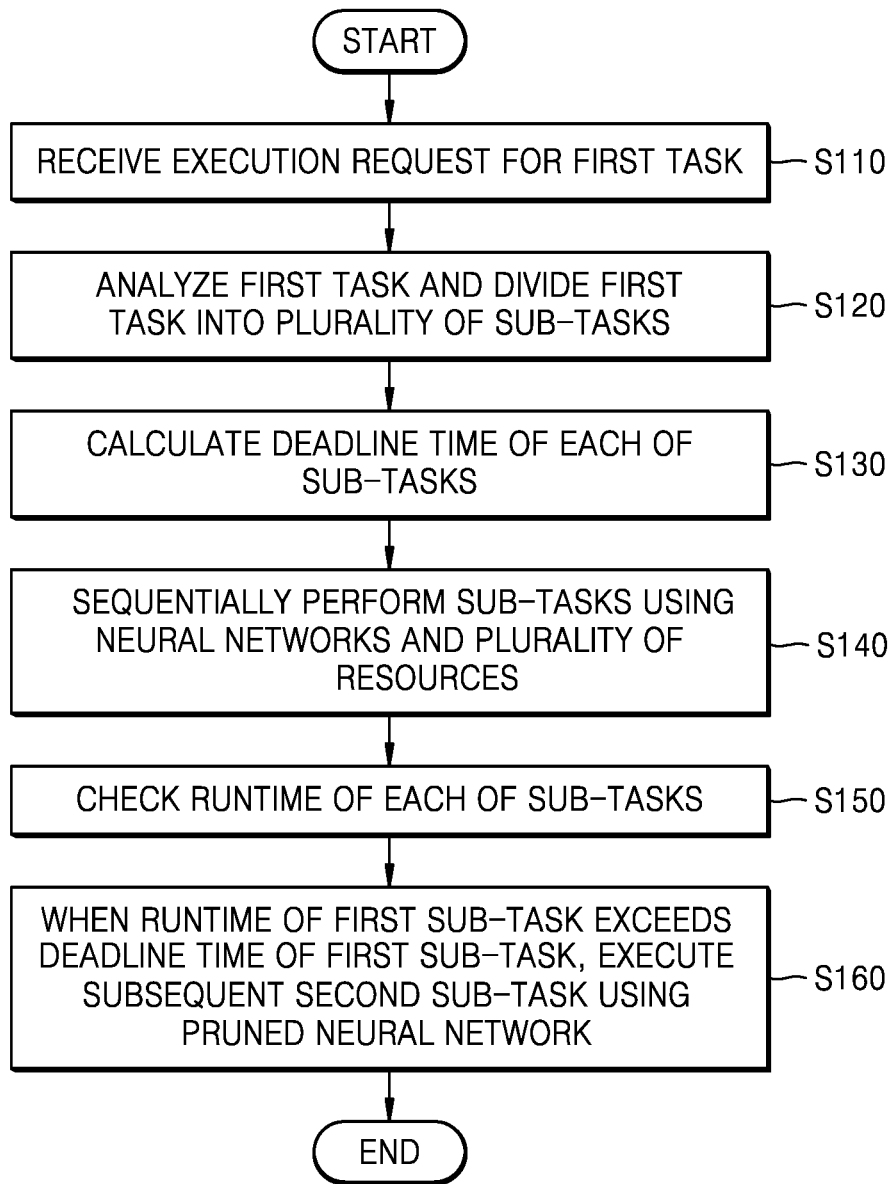 START
RECEIVE EXECUTION REQUEST FOR FIRST TASK
S110
ANALYZE FIRST TASK AND DIVIDE FIRST
TASK INTO PLURALITY OF SUB-TASKS
S120
CALCULATE DEADLINE TIME OF EACH OF
SUB-TASKS
S130
SEQUENTIALLY PERFORM SUB-TASKS USING
NEURAL NETWORKS AND PLURALITY OF
RESOURCES
S140
CHECK RUNTIME OF EACH OF SUB-TASKS
S150
WHEN RUNTIME OF FIRST SUB-TASK EXCEEDS
DEADLINE TIME OF FIRST SUB-TASK, EXECUTE
SUBSEQUENT SECOND SUB-TASK USING
PRUNED NEURAL NETWORK
S160
END